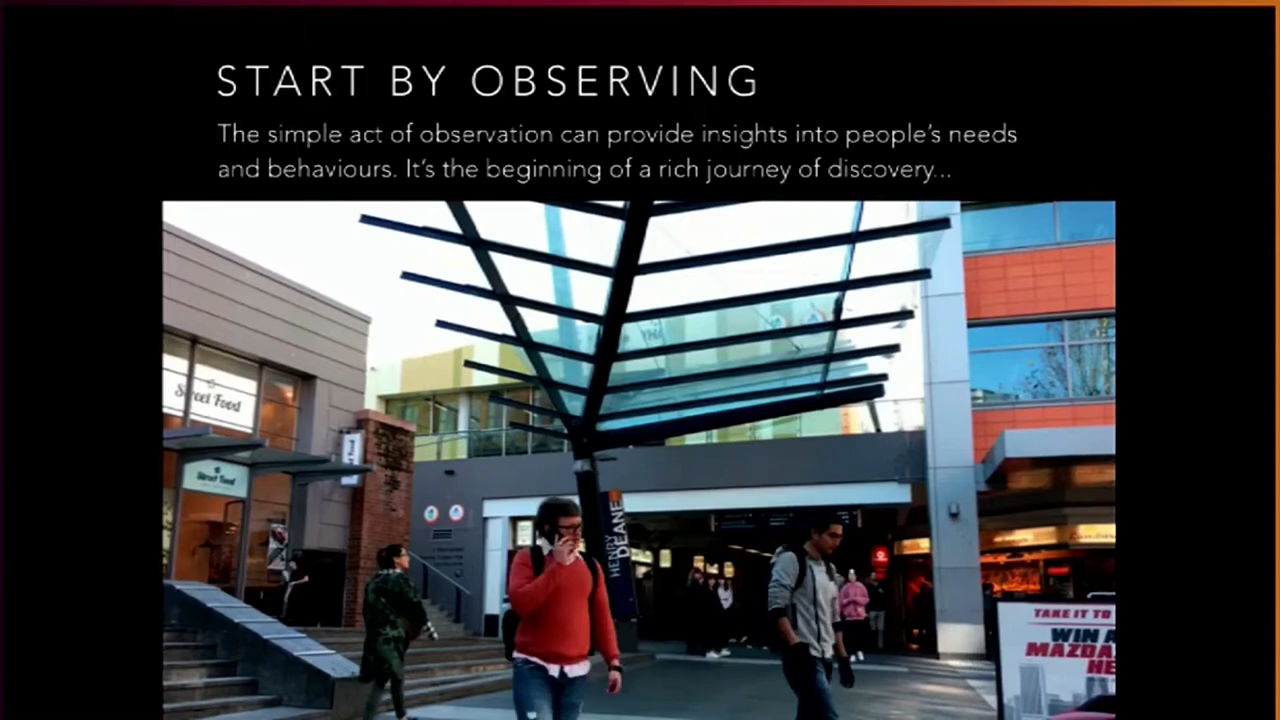 START BY OBSERVING
The simple act of observation can provide insights into people's needs
and behaviours. It's the beginning of a rich journey of discovery...
Street Food
Street Food
HENRY
DEANE
TAKE IT TO
WIN A
MAZDA
HE